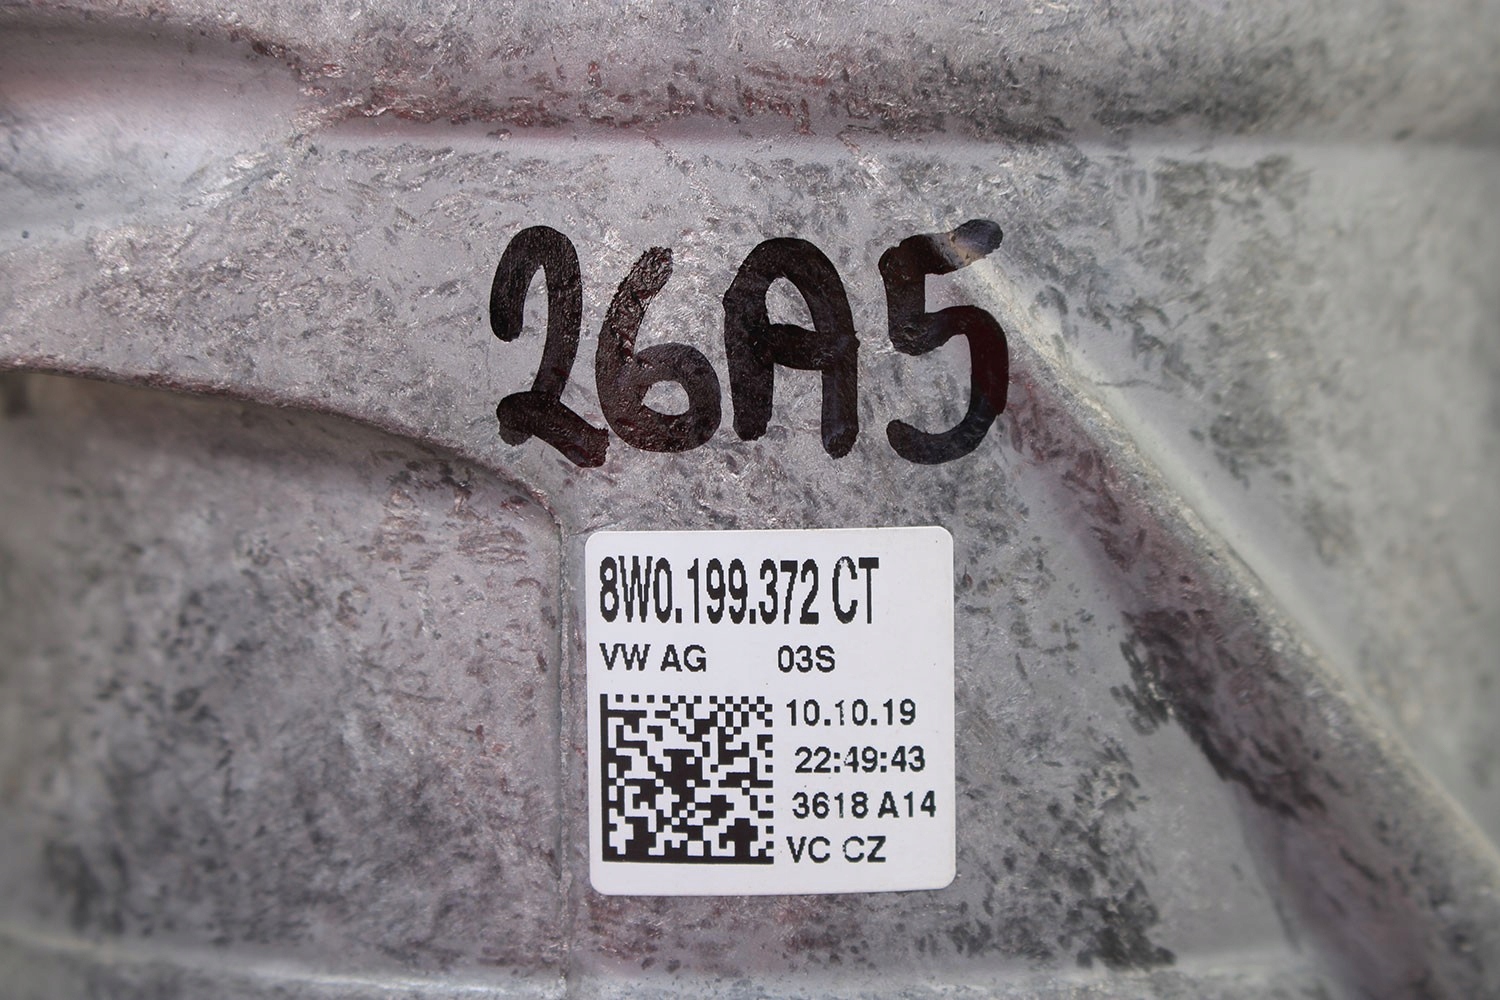 26A5
8W0.199.372 CT
VW AG 03S
10.10.19
22:49:43
3618 A14
VC CZ